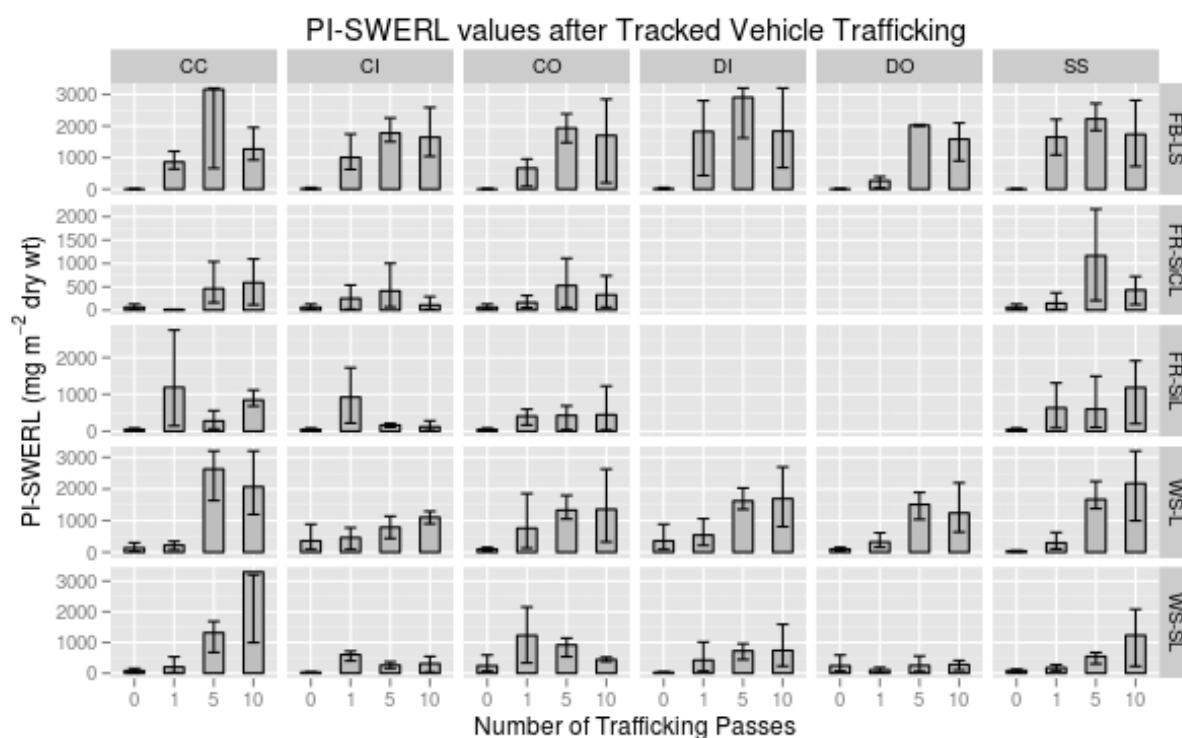 PI-SWERL values after Tracked Vehicle Trafficking
CC CI CO DI DO SS
3000
2000
1000
0
FB-LS
2000
1500
1000
500
0
FR-SiCL
2000
1000
0
FR-SiL
3000
2000
1000
0
WS-L
3000
2000
1000
0
WS-SL
PI-SWERL (mg m⁻² dry wt)
0 1 5 10 0 1 5 10 0 1 5 10 0 1 5 10 0 1 5 10 0 1 5 10
Number of Trafficking Passes